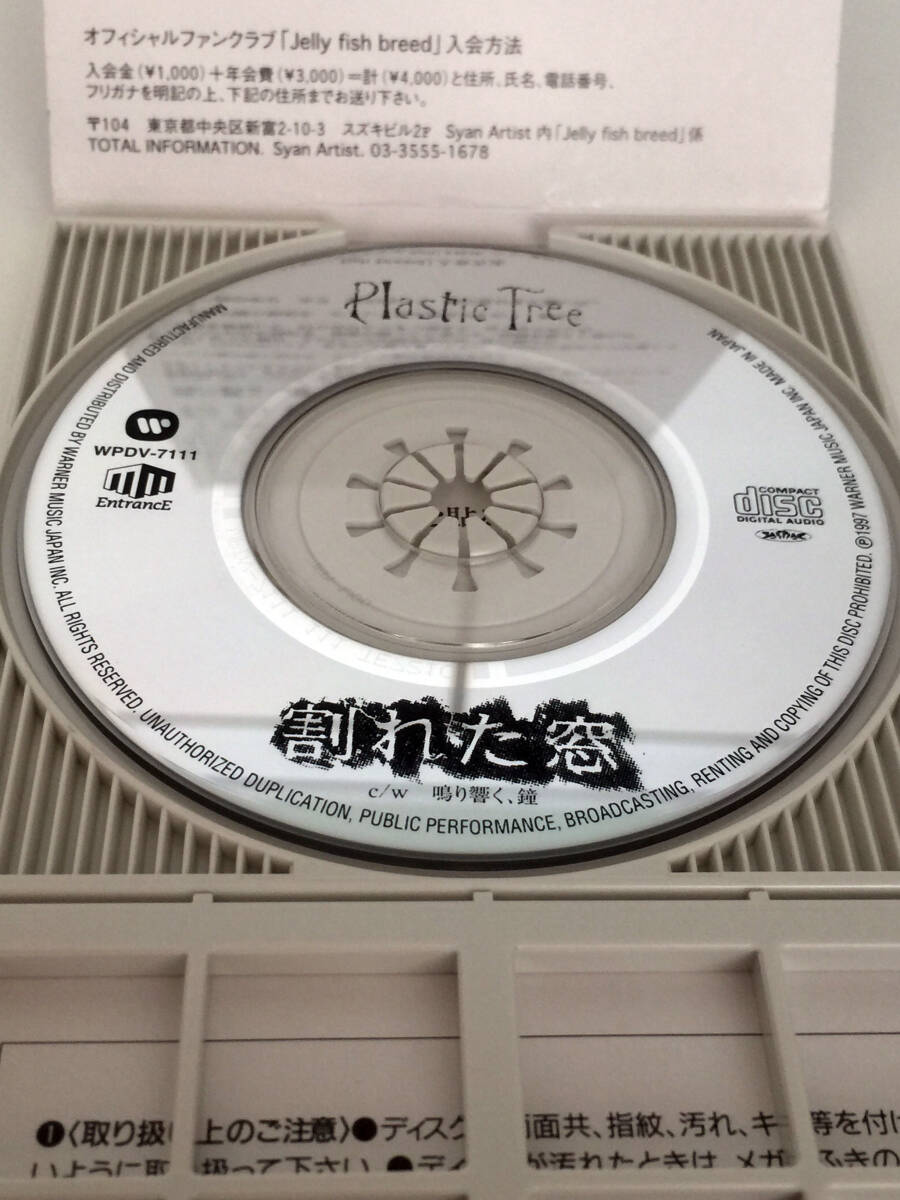 オフィシャルファンクラブ「Jelly fish breed」入会方法
入会金(¥1,000)+年会費(¥3,000)=計(¥4,000)と住所、氏名、電話番号、
フリガナを明記の上、下記の住所までお送り下さい。
〒104 東京都中央区新富2-10-3 スズキビル2F Syan Artist 内「Jelly fish breed」係
TOTAL INFORMATION. Syan Artist. 03-3555-1678
Plastic Tree
WPDV-7111
EntrancE
COMPACT
disc
DIGITAL AUDIO
JASRAC
割れた窓
c/w 鳴り響く、鐘
MANUFACTURED AND DISTRIBUTED BY WARNER MUSIC JAPAN INC. ALL RIGHTS RESERVED. UNAUTHORIZED DUPLICATION, PUBLIC PERFORMANCE, BROADCASTING, RENTING AND COPYING OF THIS DISC PROHIBITED. ℗1997 WARNER MUSIC JAPAN INC. MADE IN JAPAN
❶〈取り扱い上のご注意〉●ディスク 両面共、指紋、汚れ、キ 等を付け
いように取 扱って下さい ●ディ が汚れたときは、メガ ふきの